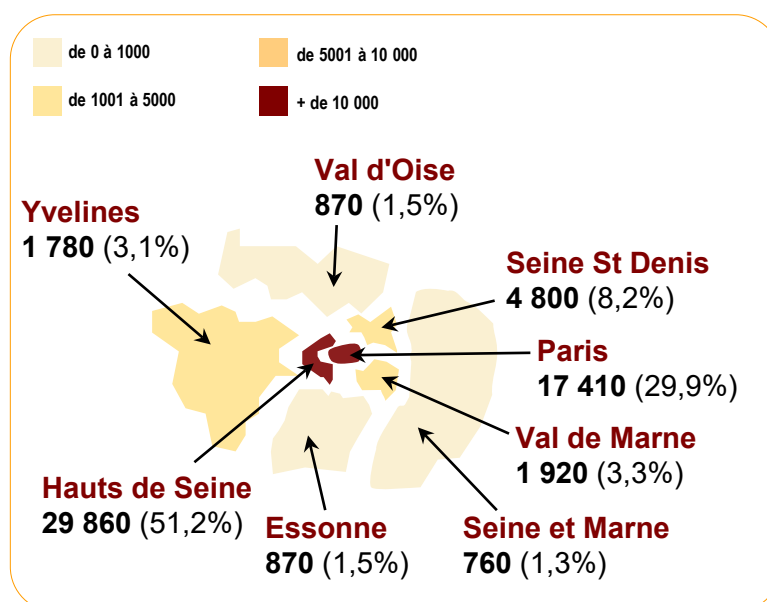 de 0 à 1000
de 5001 à 10 000
de 1001 à 5000
+ de 10 000
Val d'Oise
870 (1,5%)
Yvelines
1 780 (3,1%)
Seine St Denis
4 800 (8,2%)
Paris
17 410 (29,9%)
Val de Marne
1 920 (3,3%)
Hauts de Seine
29 860 (51,2%)
Essonne
870 (1,5%)
Seine et Marne
760 (1,3%)